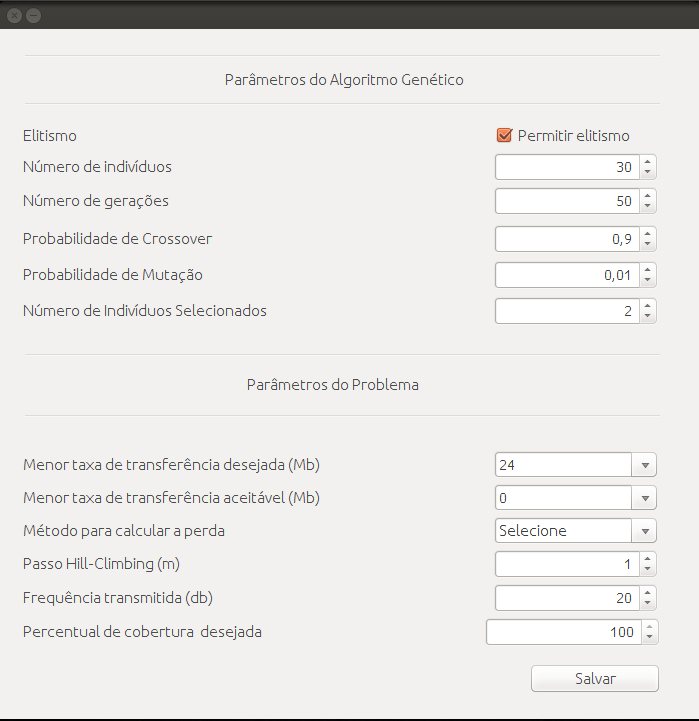 Parâmetros do Algoritmo Genético
Elitismo Permitir elitismo
Número de indivíduos 30
Número de gerações 50
Probabilidade de Crossover 0,9
Probabilidade de Mutação 0,01
Número de Indivíduos Selecionados 2
Parâmetros do Problema
Menor taxa de transferência desejada (Mb) 24
Menor taxa de transferência aceitável (Mb) 0
Método para calcular a perda Selecione
Passo Hill-Climbing (m) 1
Frequência transmitida (db) 20
Percentual de cobertura desejada 100
Salvar